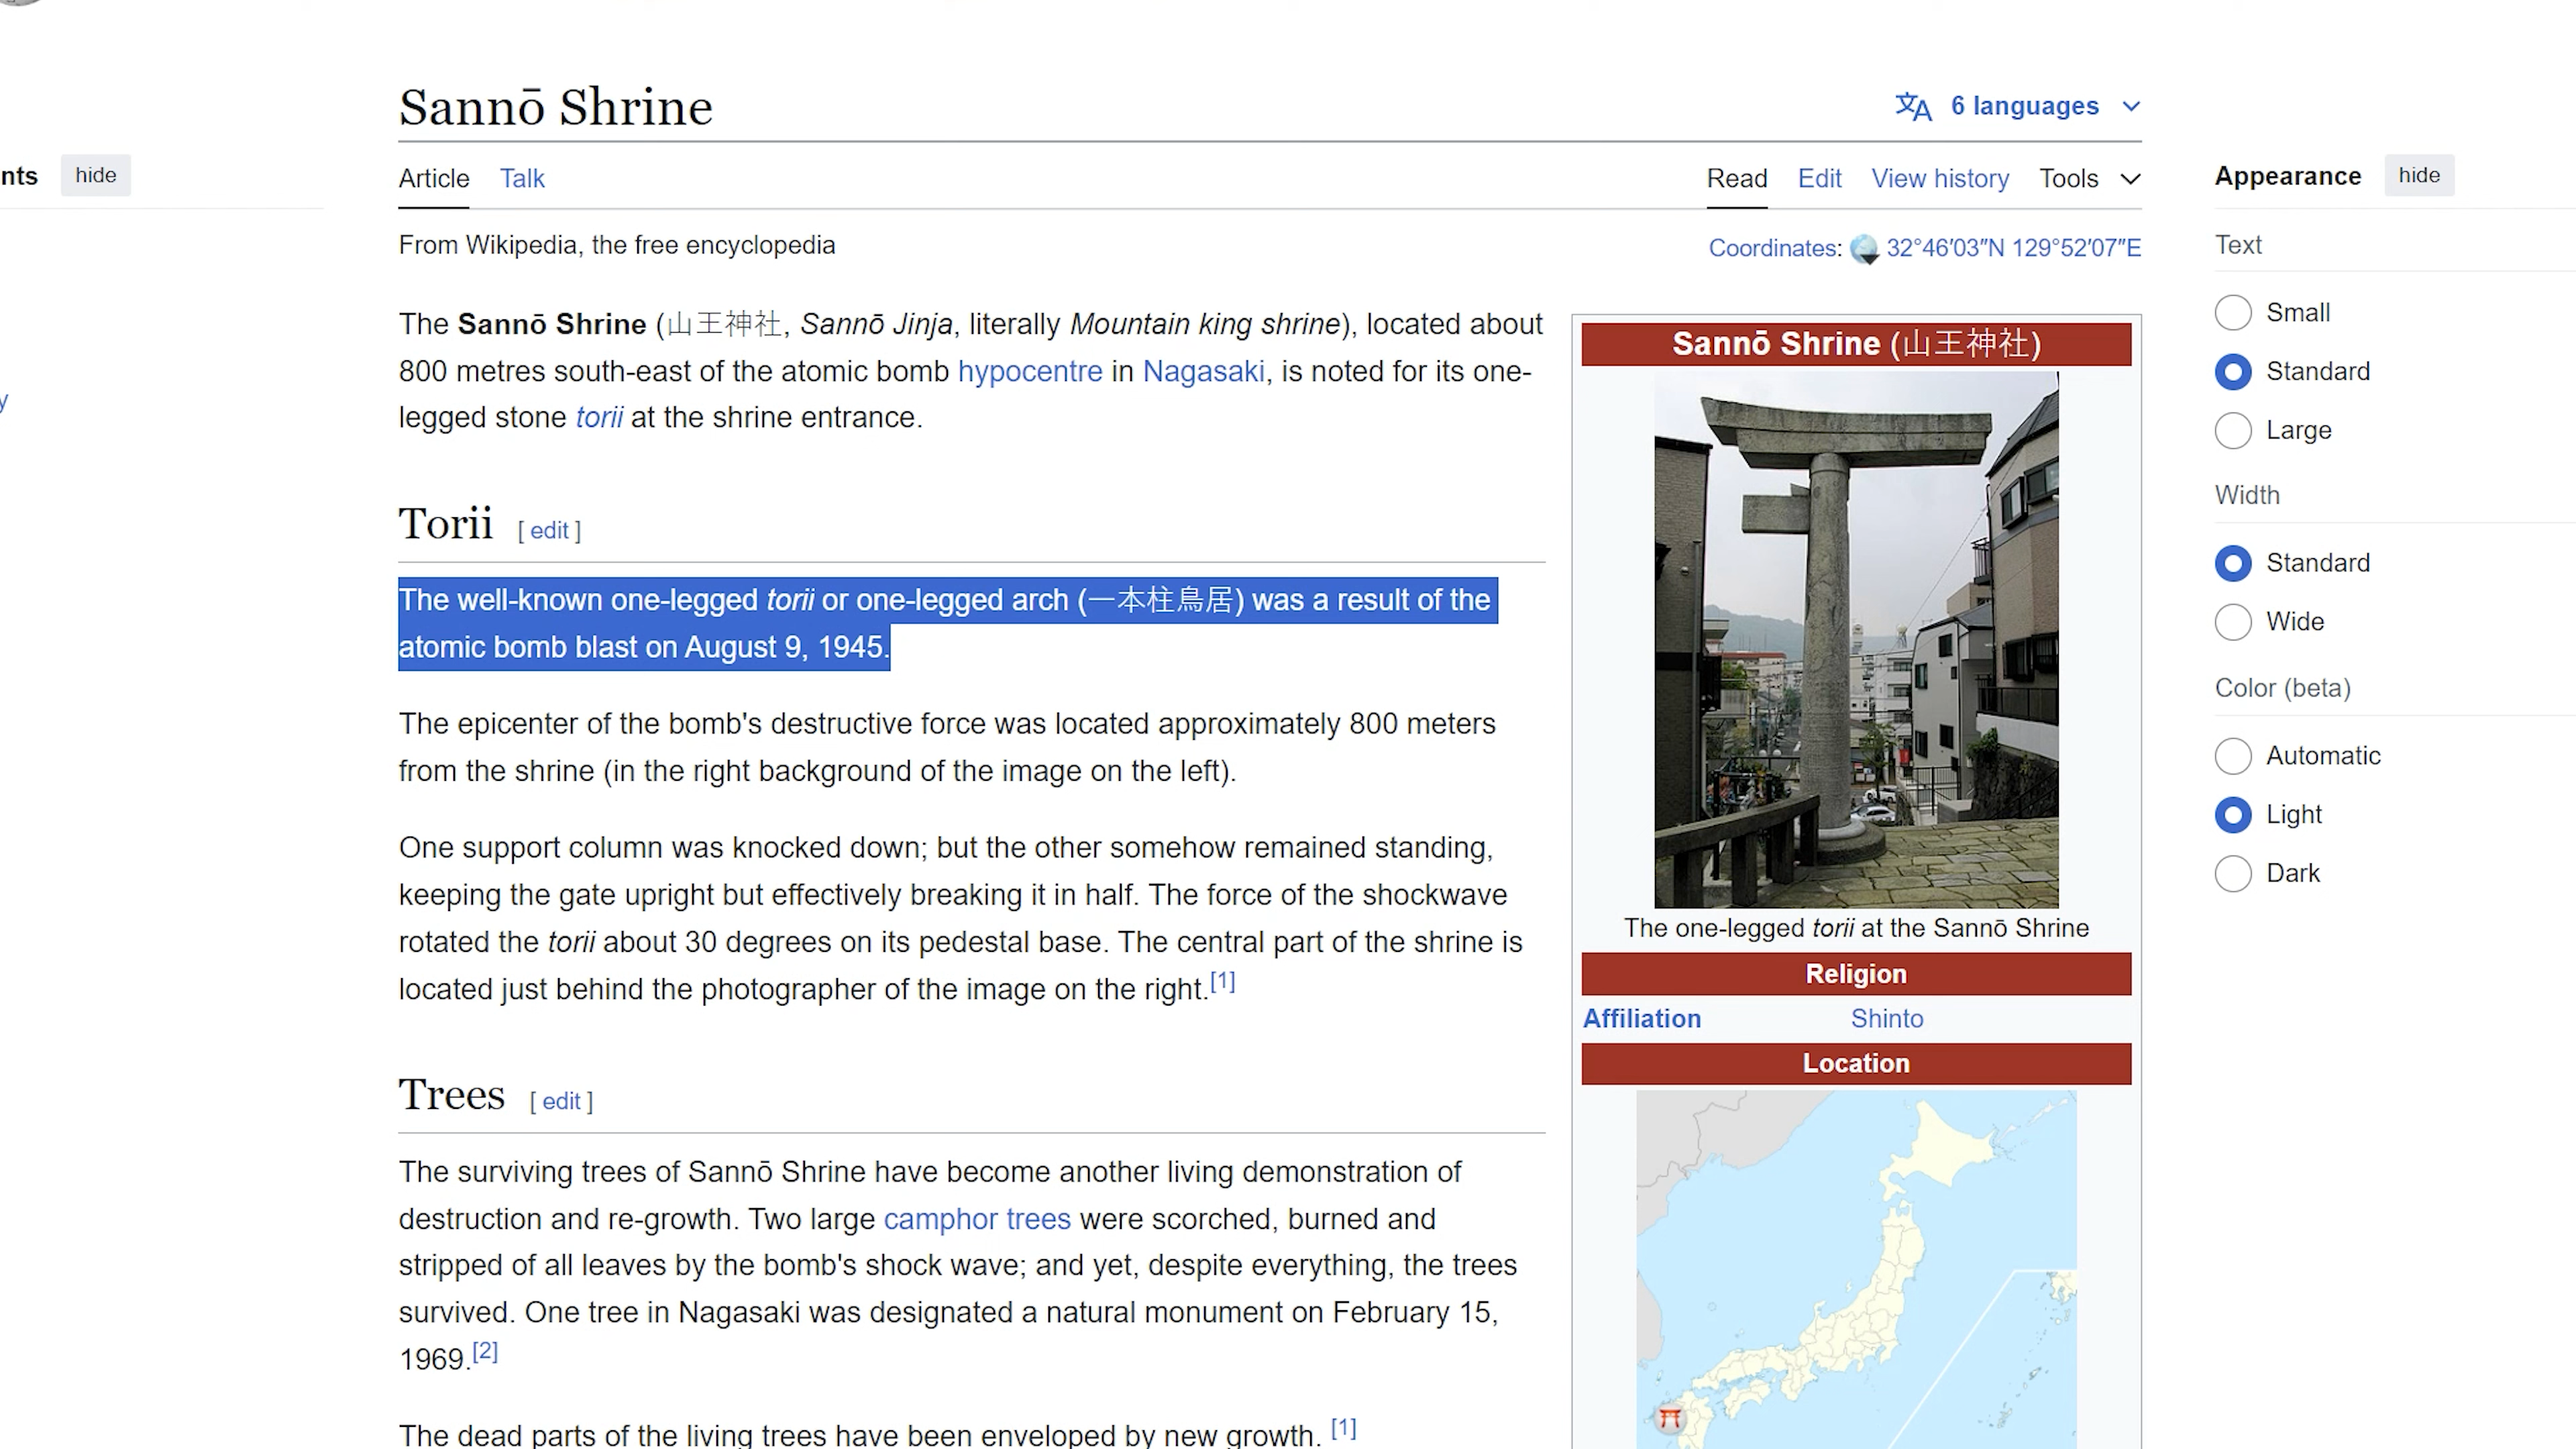 Sannō Shrine
6 languages
nts hide
Article Talk
Read Edit View history Tools
Appearance hide
From Wikipedia, the free encyclopedia
Coordinates: 32°46′03″N 129°52′07″E
Text
Small
Standard
Large
Width
Standard
Wide
Color (beta)
Automatic
Light
Dark
y
The Sannō Shrine (山王神社, Sannō Jinja, literally Mountain king shrine), located about
800 metres south-east of the atomic bomb hypocentre in Nagasaki, is noted for its one-
legged stone torii at the shrine entrance.
Torii [ edit ]
The well-known one-legged torii or one-legged arch (一本柱鳥居) was a result of the
atomic bomb blast on August 9, 1945.
The epicenter of the bomb's destructive force was located approximately 800 meters
from the shrine (in the right background of the image on the left).
One support column was knocked down; but the other somehow remained standing,
keeping the gate upright but effectively breaking it in half. The force of the shockwave
rotated the torii about 30 degrees on its pedestal base. The central part of the shrine is
located just behind the photographer of the image on the right.[1]
Trees [ edit ]
The surviving trees of Sannō Shrine have become another living demonstration of
destruction and re-growth. Two large camphor trees were scorched, burned and
stripped of all leaves by the bomb's shock wave; and yet, despite everything, the trees
survived. One tree in Nagasaki was designated a natural monument on February 15,
1969.[2]
The dead parts of the living trees have been enveloped by new growth. [1]
Sannō Shrine (山王神社)
The one-legged torii at the Sannō Shrine
Religion
Affiliation Shinto
Location